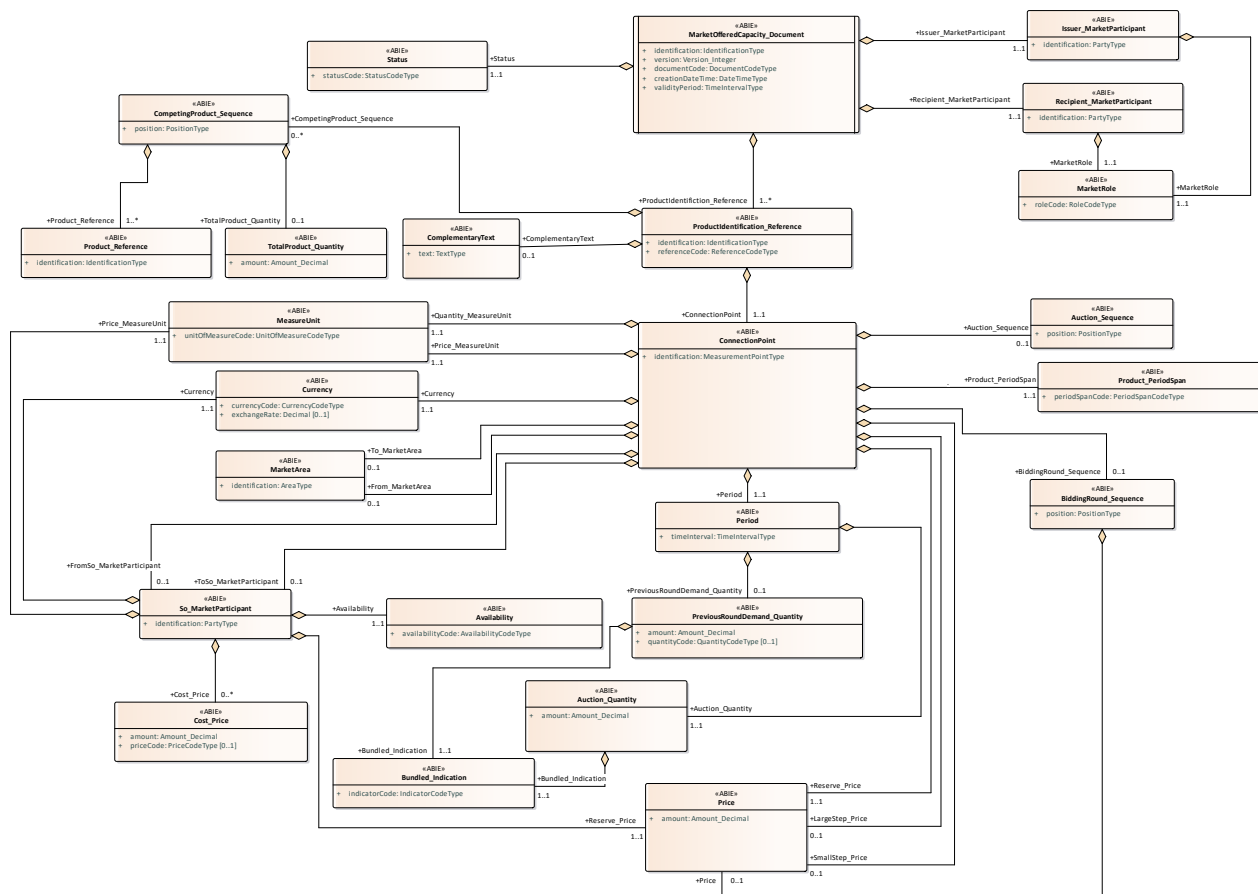 «ABIE»
MarketOfferedCapacity_Document
+ identification: IdentificationType
+ version: Version_Integer
+ documentCode: DocumentCodeType
+ creationDateTime: DateTimeType
+ validityPeriod: TimeIntervalType
+Issuer_MarketParticipant
1..1
«ABIE»
Issuer_MarketParticipant
+ identification: PartyType
«ABIE»
Status
+ statusCode: StatusCodeType
+Status
1..1
+Recipient_MarketParticipant
1..1
«ABIE»
Recipient_MarketParticipant
+ identification: PartyType
«ABIE»
CompetingProduct_Sequence
+ position: PositionType
+CompetingProduct_Sequence
0..*
+MarketRole
1..1
«ABIE»
MarketRole
+ roleCode: RoleCodeType
+MarketRole
1..1
+Product_Reference
1..*
+TotalProduct_Quantity
0..1
«ABIE»
Product_Reference
+ identification: IdentificationType
«ABIE»
TotalProduct_Quantity
+ amount: Amount_Decimal
«ABIE»
ComplementaryText
+ text: TextType
+ComplementaryText
0..1
+ProductIdentifiction_Reference
1..*
«ABIE»
ProductIdentification_Reference
+ identification: IdentificationType
+ referenceCode: ReferenceCodeType
+ConnectionPoint
1..1
«ABIE»
ConnectionPoint
+ identification: MeasurementPointType
+Price_MeasureUnit
1..1
«ABIE»
MeasureUnit
+ unitOfMeasureCode: UnitOfMeasureCodeType
+Quantity_MeasureUnit
1..1
+Price_MeasureUnit
1..1
+Auction_Sequence
0..1
«ABIE»
Auction_Sequence
+ position: PositionType
+Currency
1..1
«ABIE»
Currency
+ currencyCode: CurrencyCodeType
+ exchangeRate: Decimal [0..1]
+Currency
1..1
+Product_PeriodSpan
1..1
«ABIE»
Product_PeriodSpan
+ periodSpanCode: PeriodSpanCodeType
«ABIE»
MarketArea
+ identification: AreaType
+To_MarketArea
0..1
+From_MarketArea
0..1
+BiddingRound_Sequence
0..1
«ABIE»
BiddingRound_Sequence
+ position: PositionType
+Period
1..1
«ABIE»
Period
+ timeInterval: TimeIntervalType
+FromSo_MarketParticipant
0..1
+ToSo_MarketParticipant
0..1
«ABIE»
So_MarketParticipant
+ identification: PartyType
+Availability
1..1
«ABIE»
Availability
+ availabilityCode: AvailabilityCodeType
+PreviousRoundDemand_Quantity
0..1
«ABIE»
PreviousRoundDemand_Quantity
+ amount: Amount_Decimal
+ quantityCode: QuantityCodeType [0..1]
+Cost_Price
0..*
«ABIE»
Cost_Price
+ amount: Amount_Decimal
+ priceCode: PriceCodeType [0..1]
«ABIE»
Auction_Quantity
+ amount: Amount_Decimal
+Auction_Quantity
1..1
+Bundled_Indication
1..1
«ABIE»
Bundled_Indication
+ indicatorCode: IndicatorCodeType
+Bundled_Indication
1..1
+Reserve_Price
1..1
«ABIE»
Price
+ amount: Amount_Decimal
+Reserve_Price
1..1
+LargeStep_Price
0..1
+SmallStep_Price
0..1
+Price
0..1